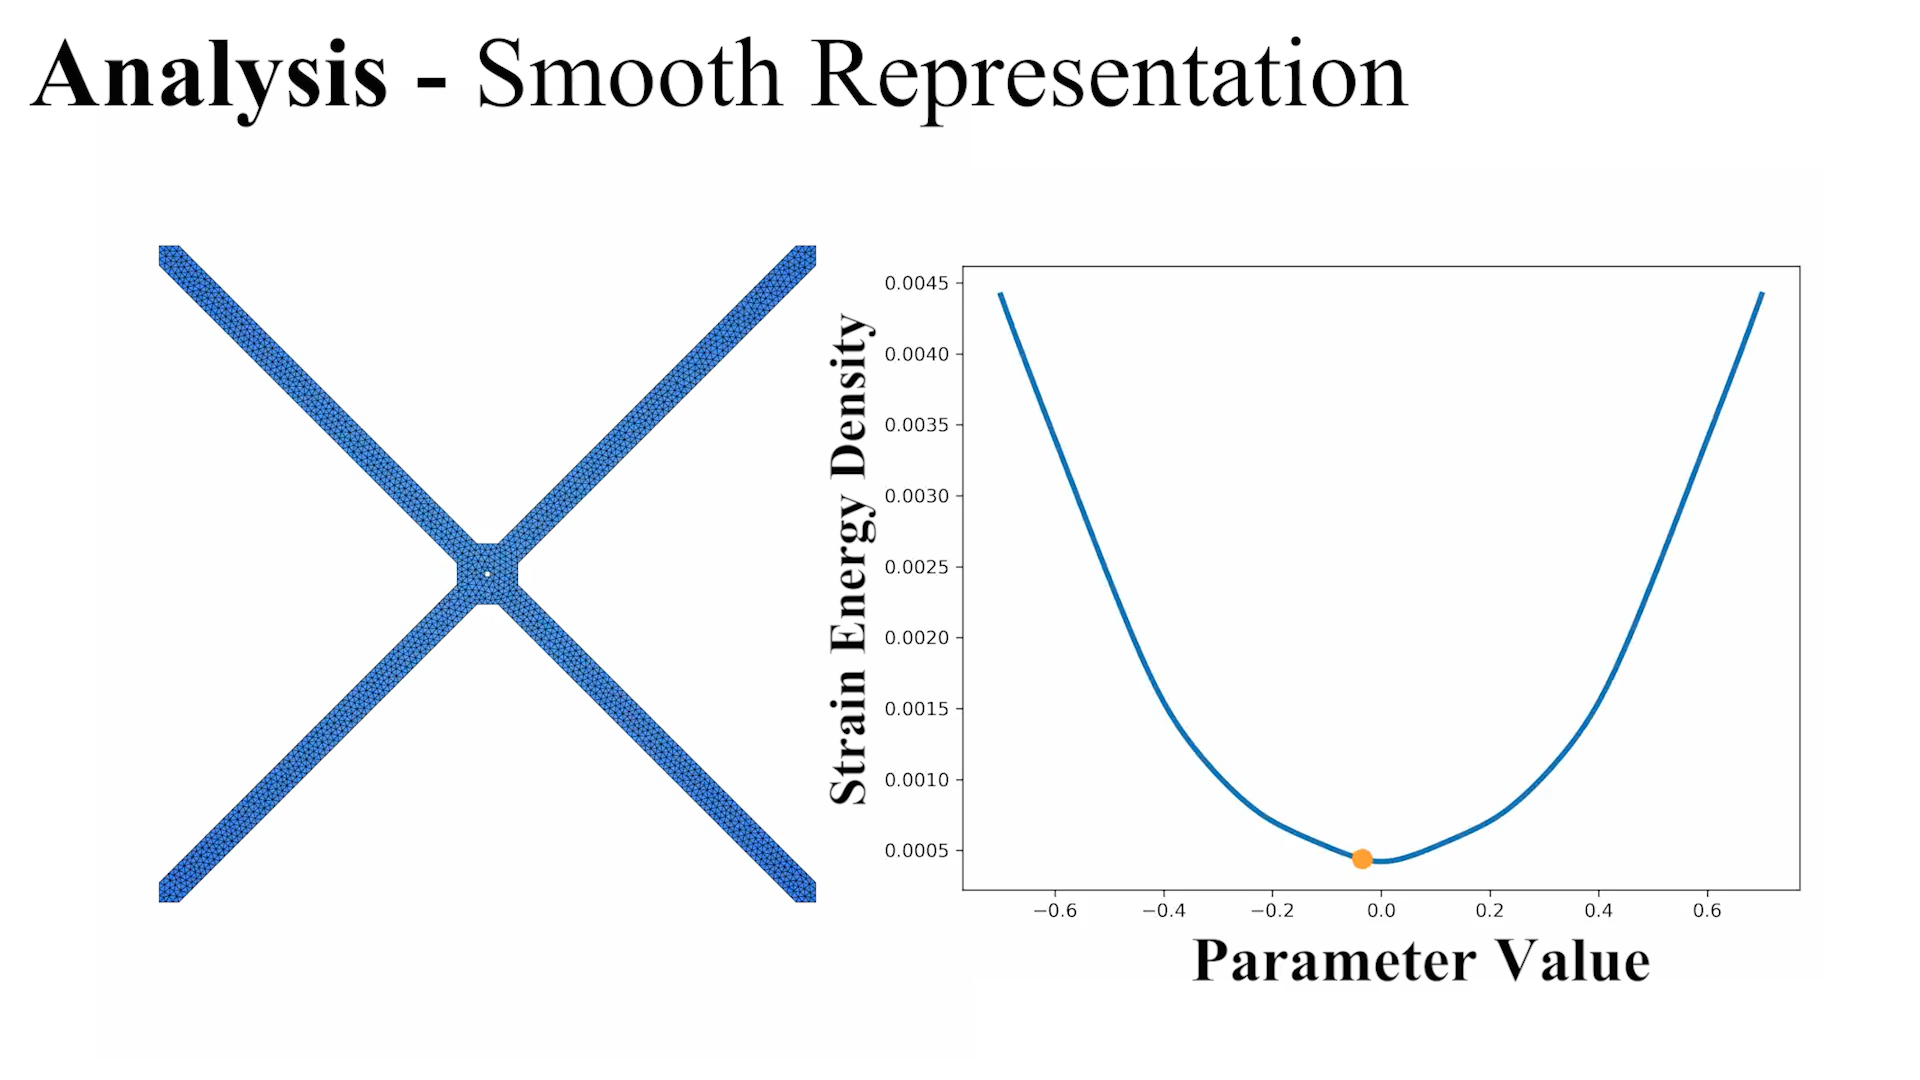 Analysis - Smooth Representation
Strain Energy Density
0.0045
0.0040
0.0035
0.0030
0.0025
0.0020
0.0015
0.0010
0.0005
−0.6 −0.4 −0.2 0.0 0.2 0.4 0.6
Parameter Value